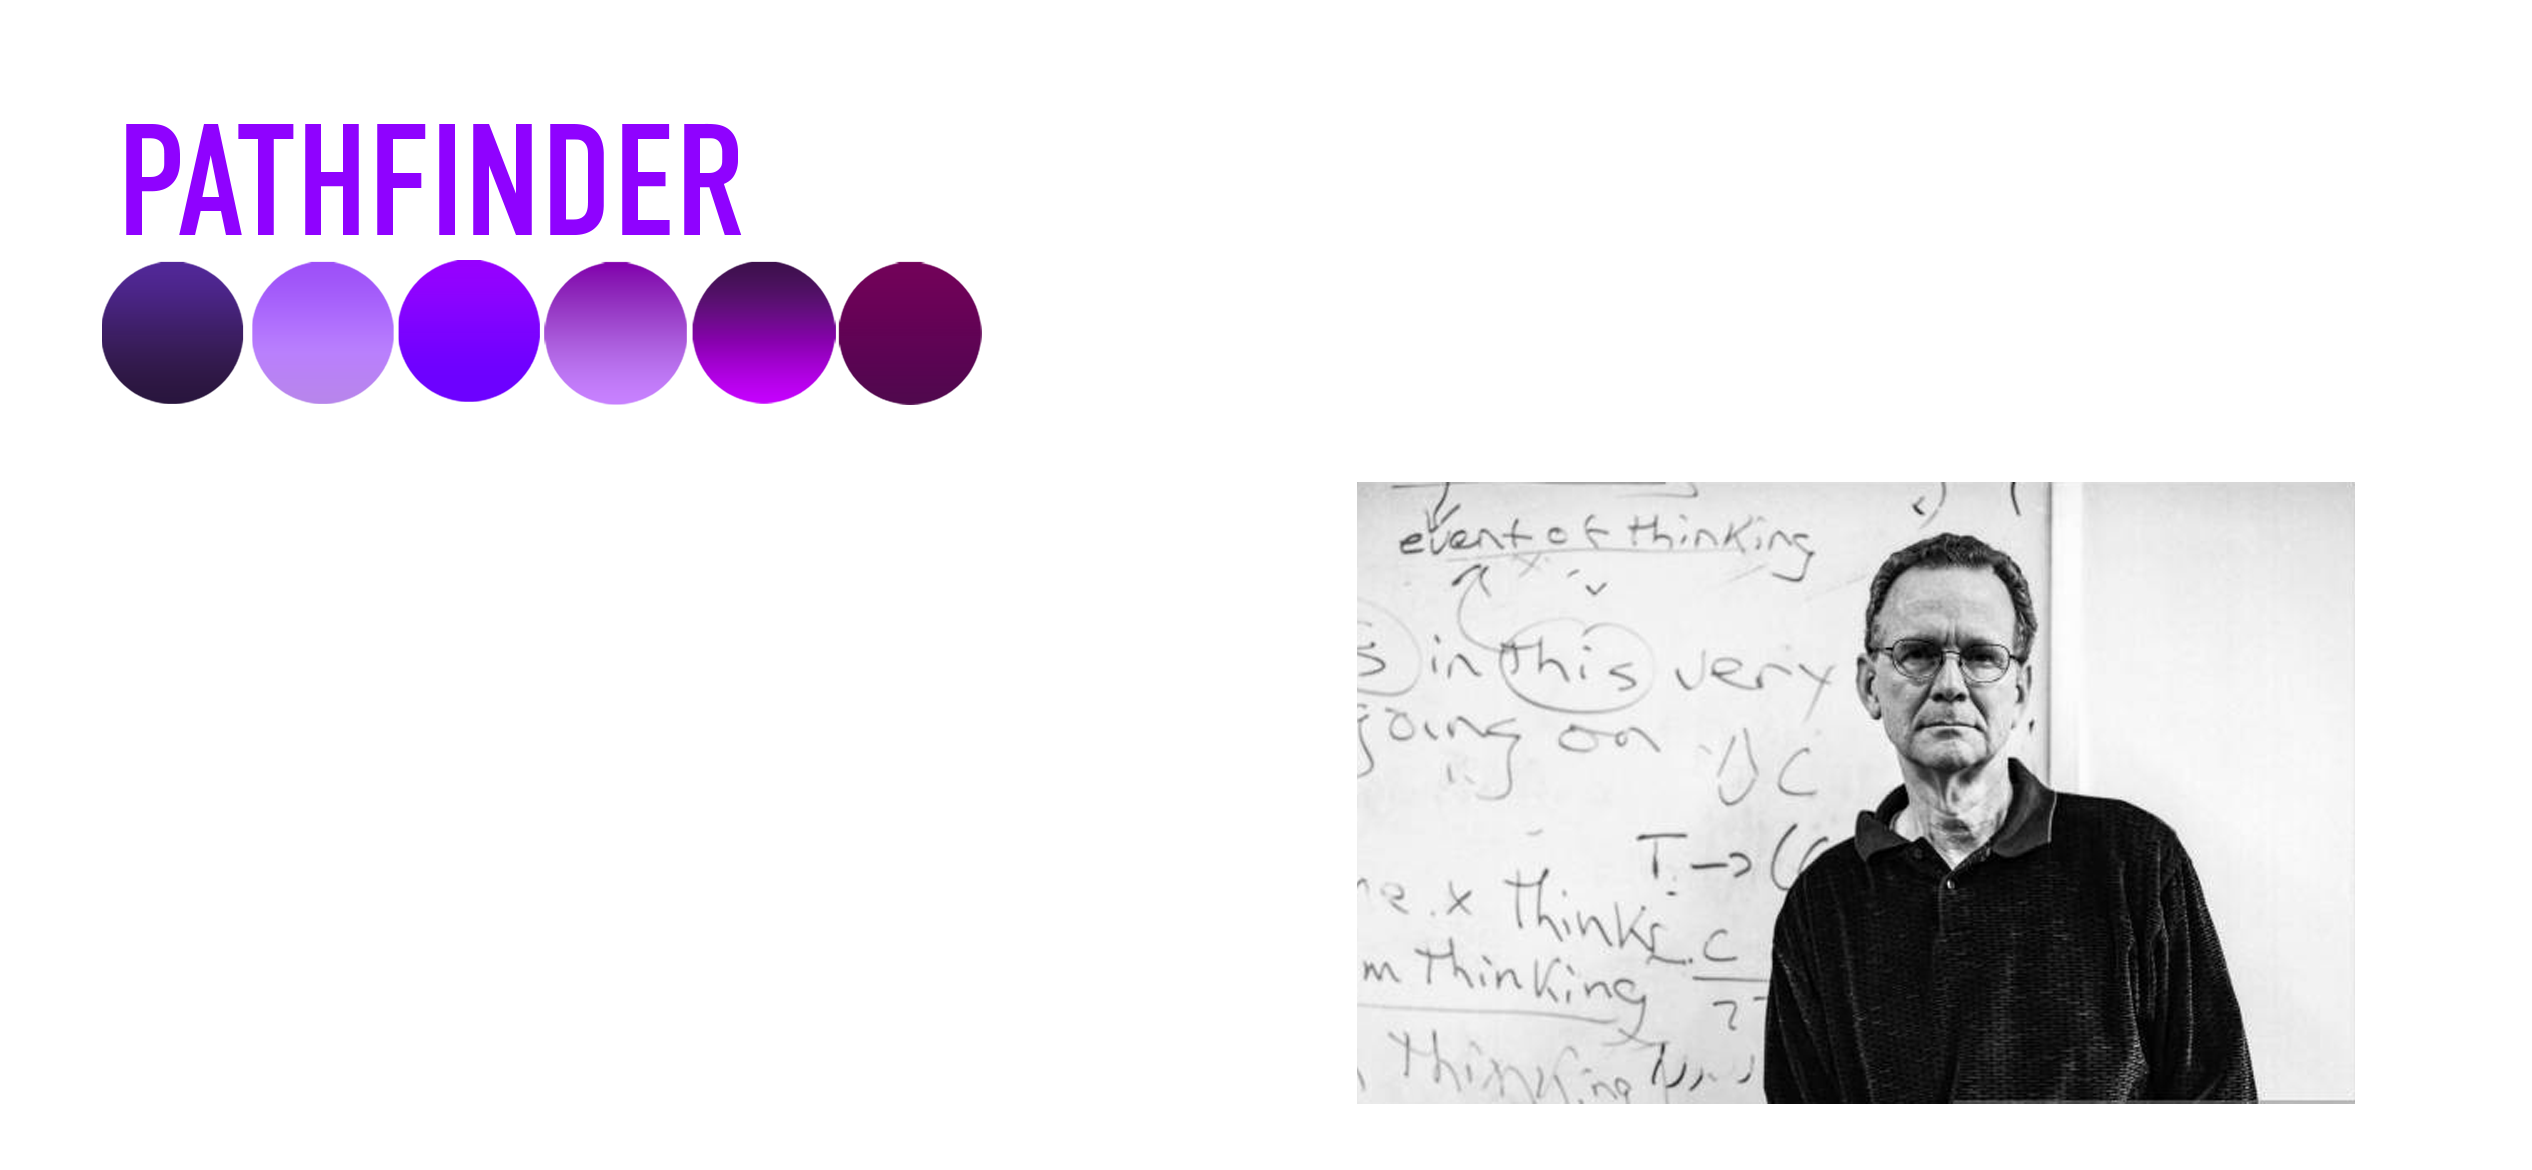 PATHFINDER
event of thinking
in this very
going on
T → (
e. x thinks. C
m thinking
thinking